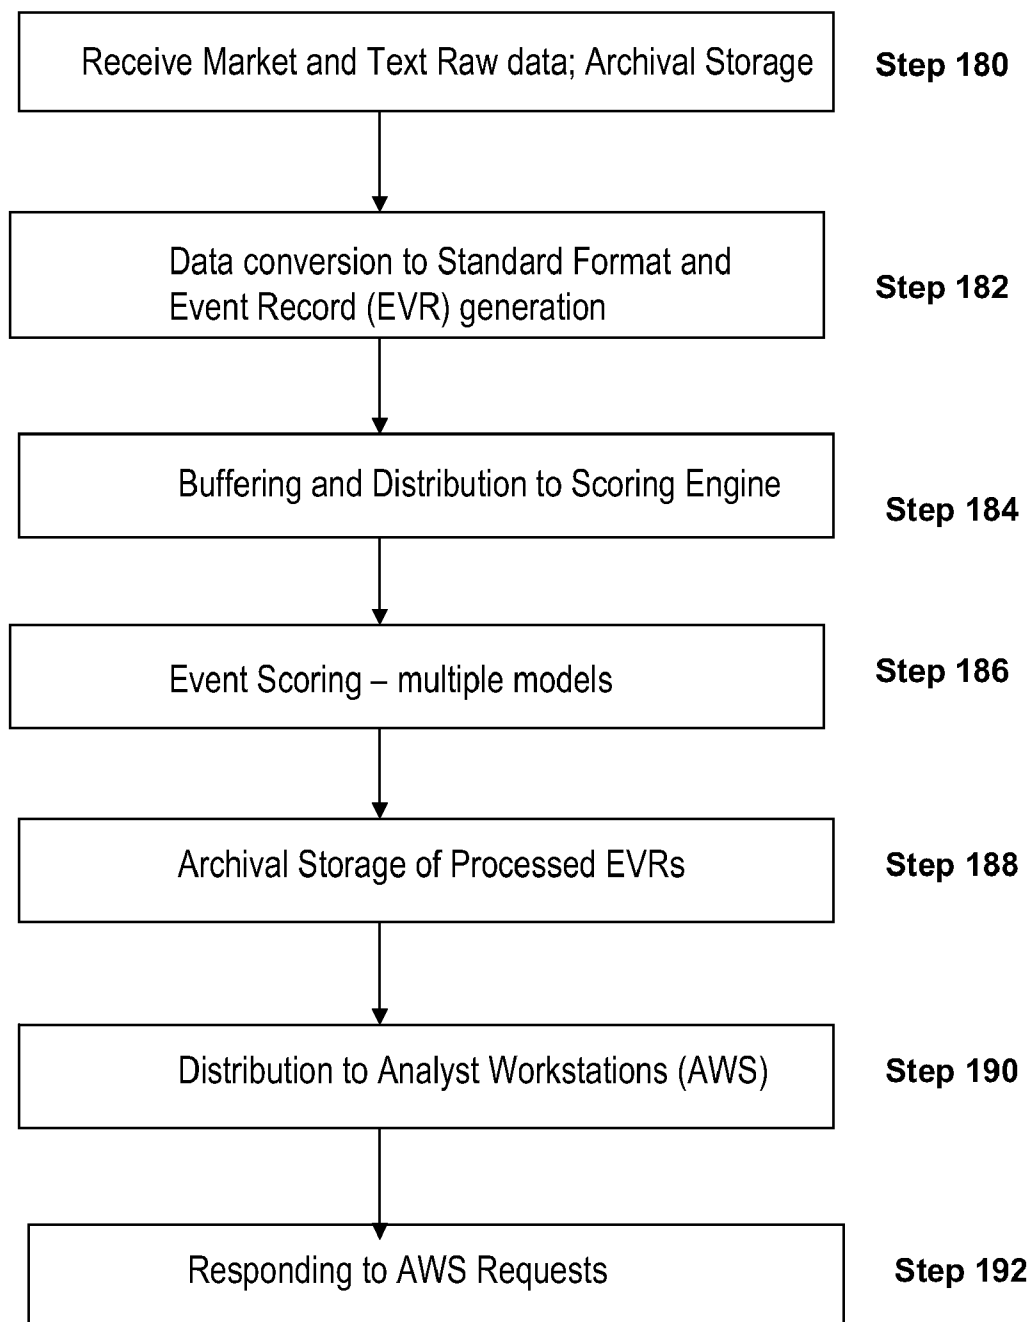 Receive Market and Text Raw data; Archival Storage
Step 180
Data conversion to Standard Format and
Event Record (EVR) generation
Step 182
Buffering and Distribution to Scoring Engine
Step 184
Event Scoring – multiple models
Step 186
Archival Storage of Processed EVRs
Step 188
Distribution to Analyst Workstations (AWS)
Step 190
Responding to AWS Requests
Step 192